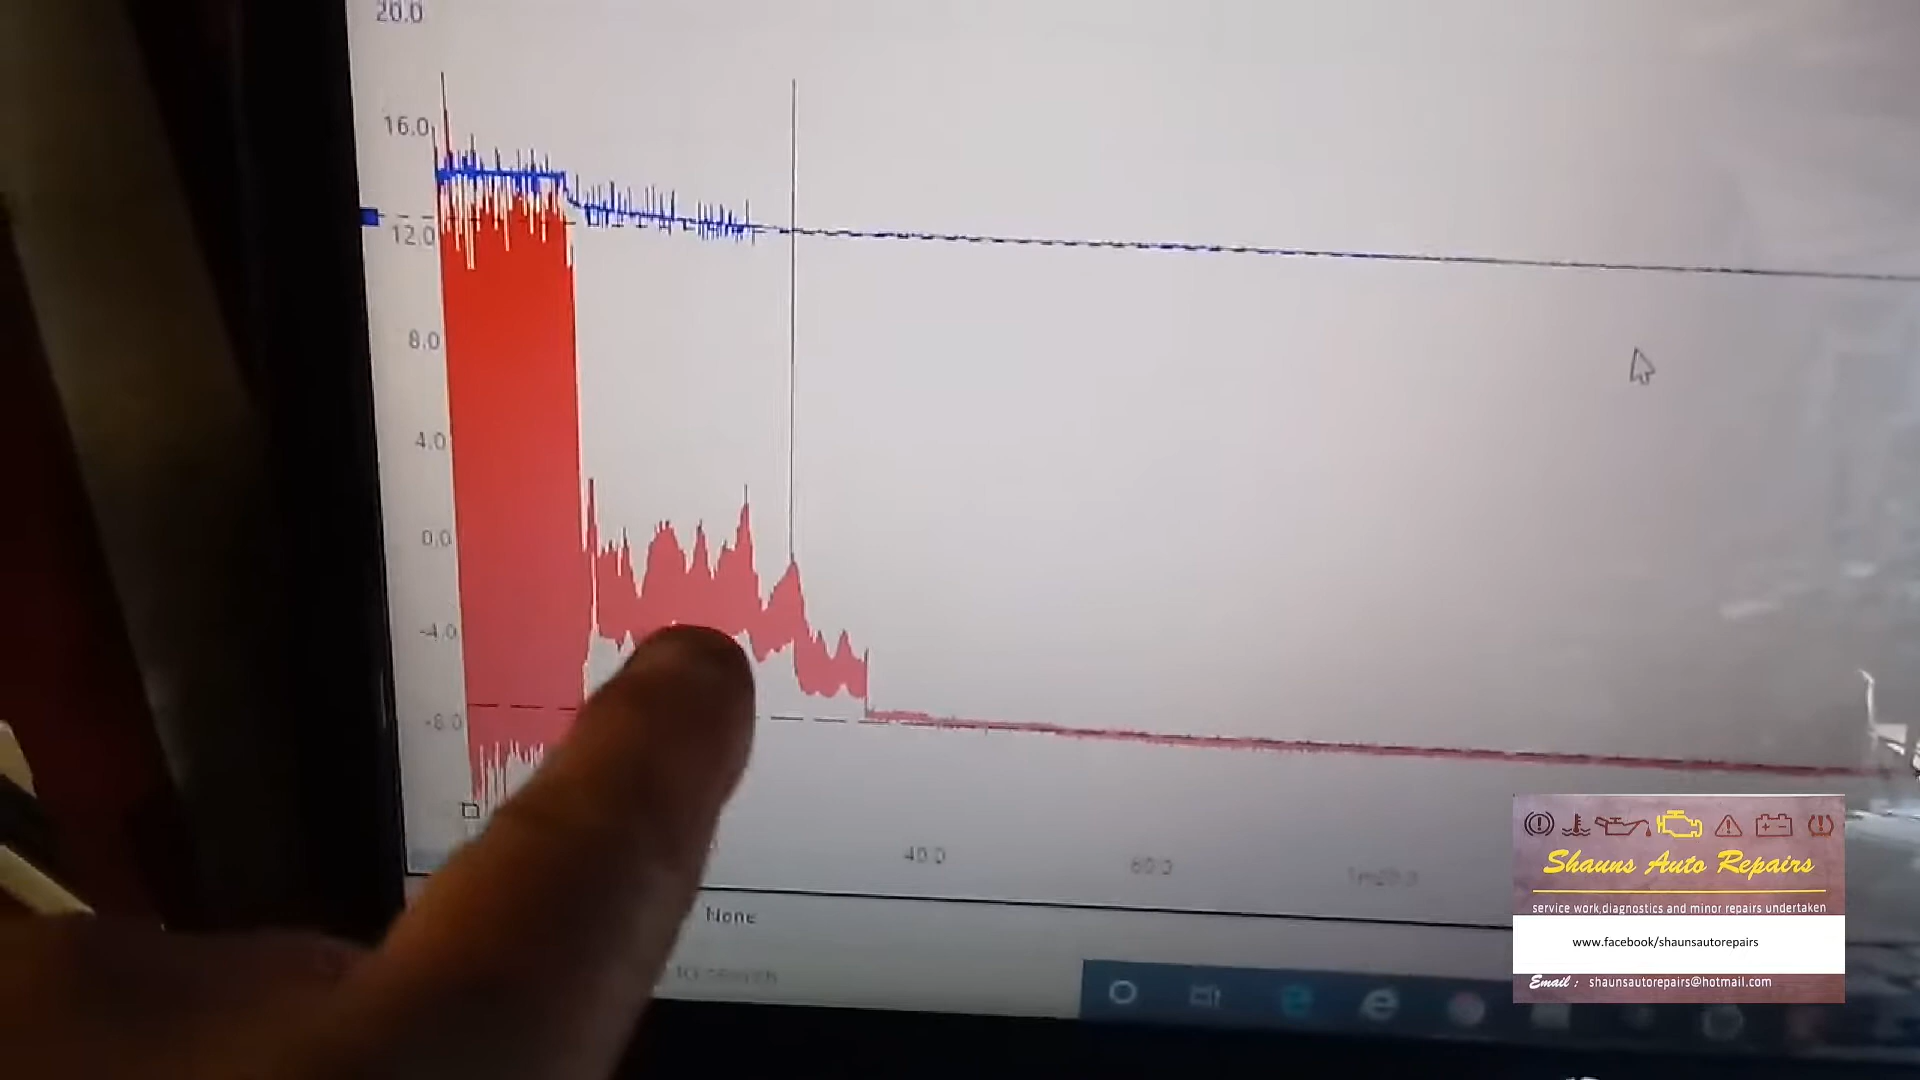 20.0
16.0
12.0
8.0
4.0
0.0
-4.0
-8.0
40.0
60.0
None
to search
Shauns Auto Repairs
service work,diagnostics and minor repairs undertaken
www.facebook/shaunsautorepairs
Email : shaunsautorepairs@hotmail.com